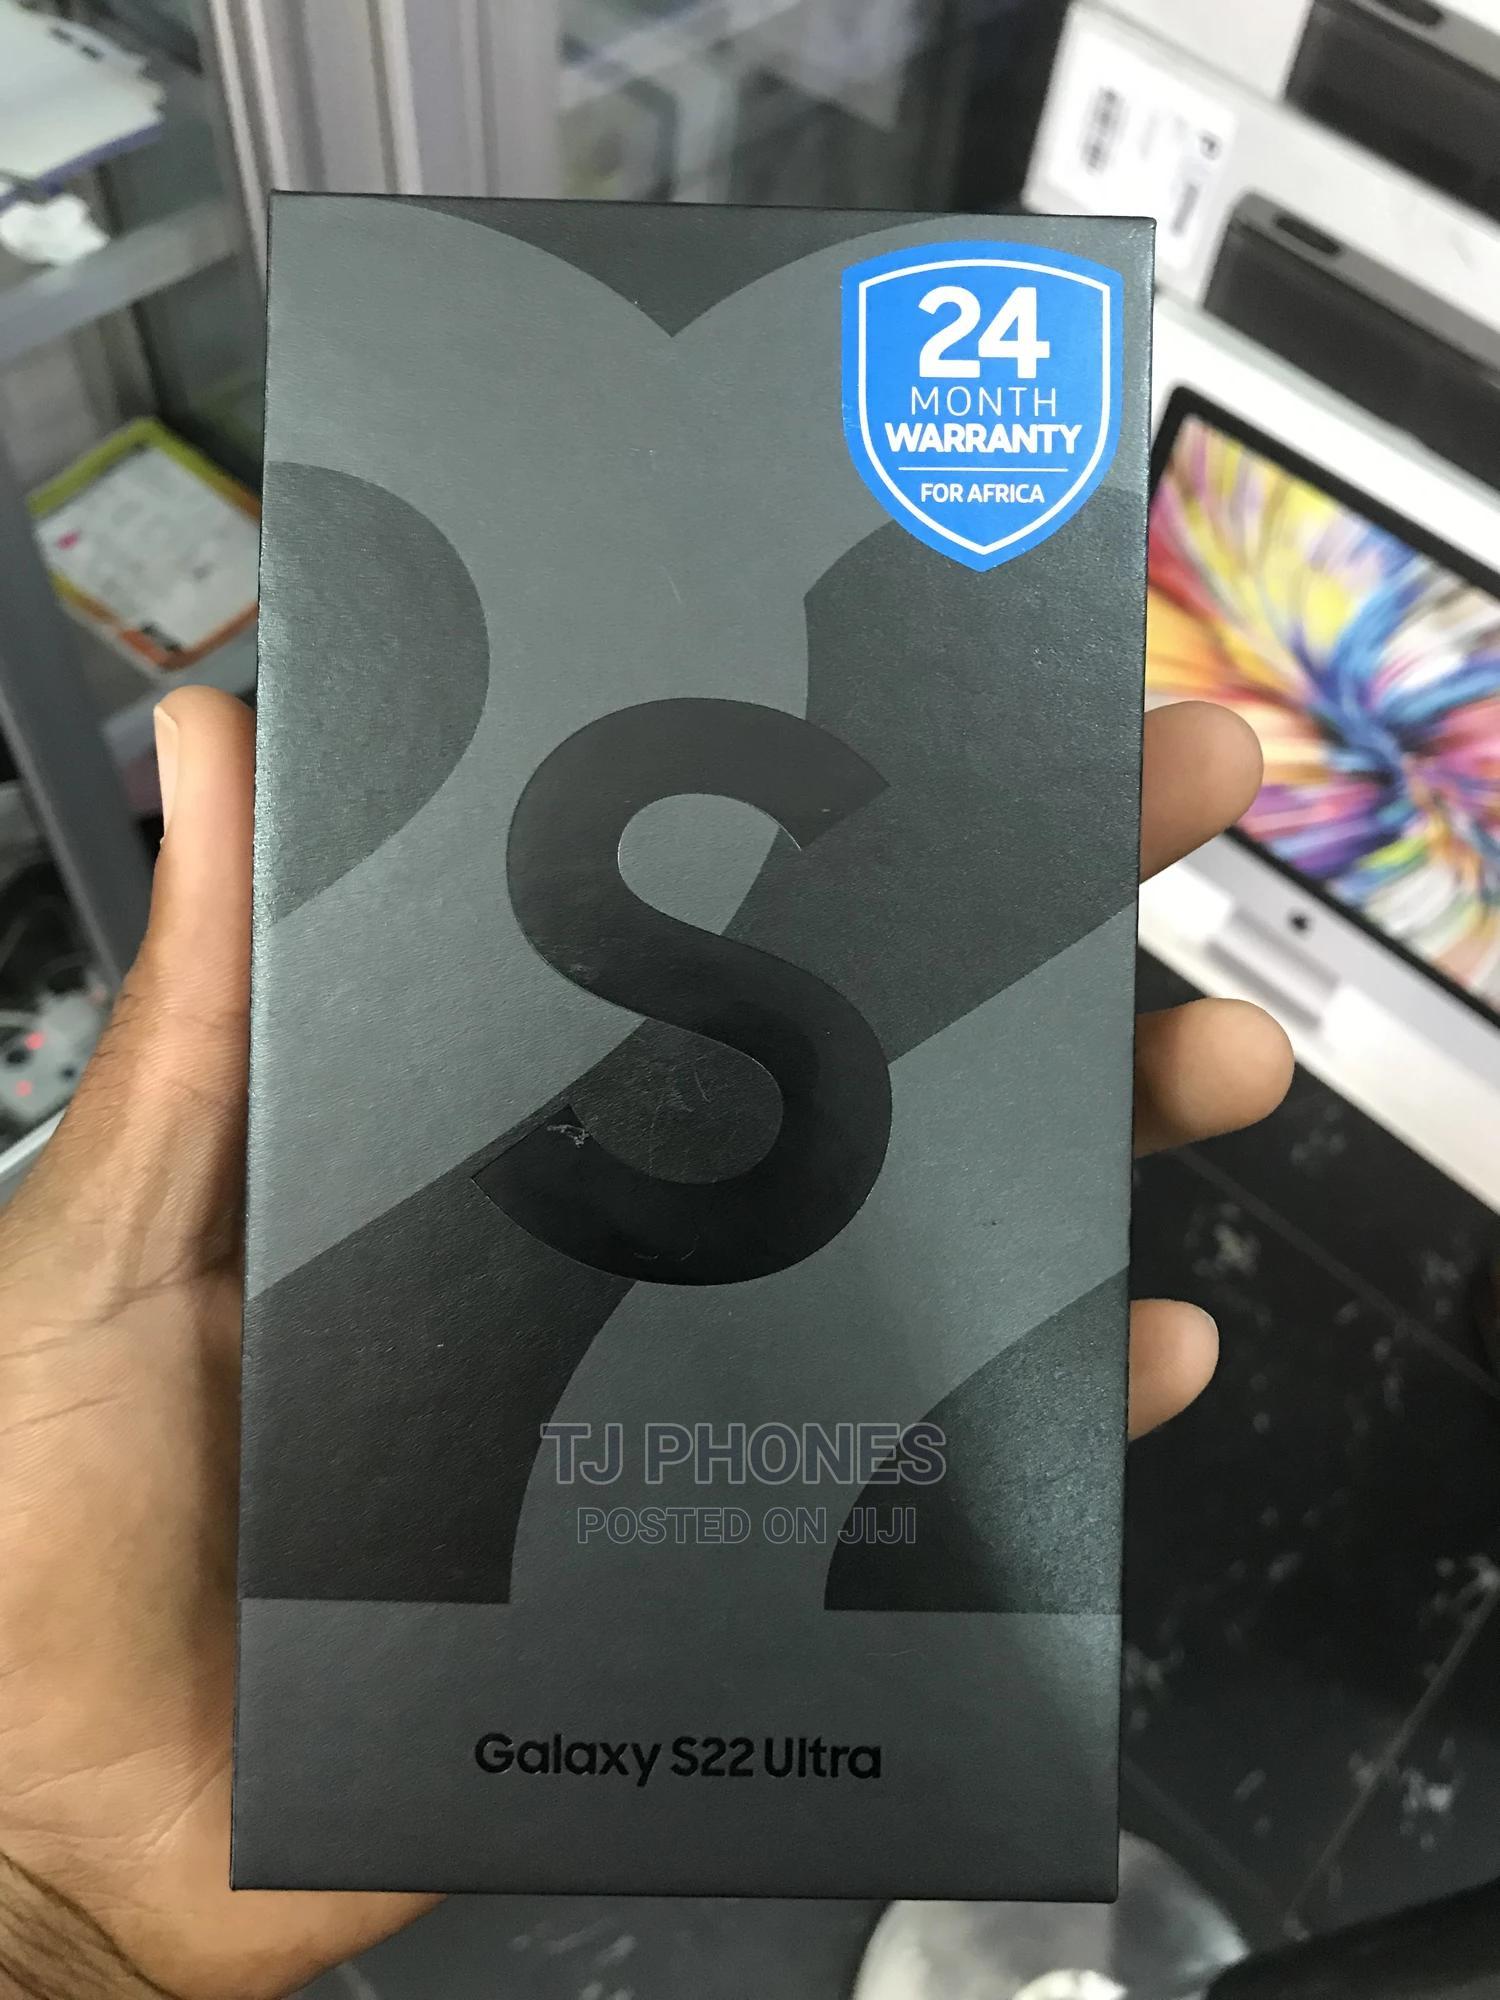 24
MONTH
WARRANTY
FOR AFRICA
S
TJ PHONES
POSTED ON JIJI
Galaxy S22 Ultra